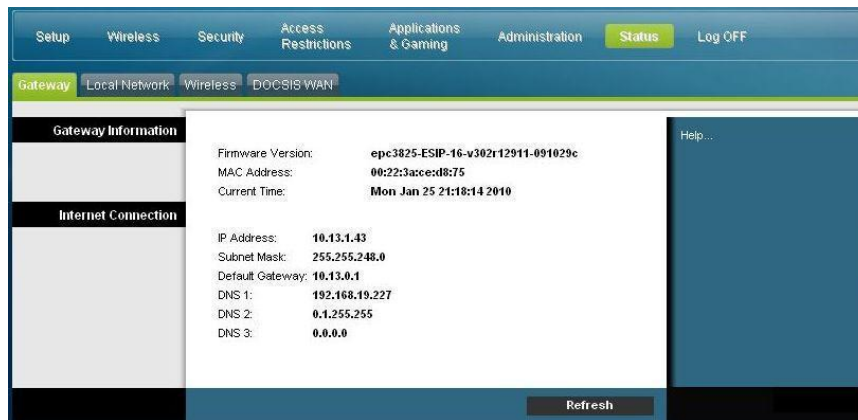 Setup Wireless Security Access Restrictions Applications & Gaming Administration Status Log OFF
Gateway Local Network Wireless DOCSIS WAN
Gateway Information
Help...
Firmware Version: epc3825-ESIP-16-v302r12911-091029c
MAC Address: 00:22:3a:ce:d8:75
Current Time: Mon Jan 25 21:18:14 2010
Internet Connection
IP Address: 10.13.1.43
Subnet Mask: 255.255.248.0
Default Gateway: 10.13.0.1
DNS 1: 192.168.19.227
DNS 2: 0.1.255.255
DNS 3: 0.0.0.0
Refresh